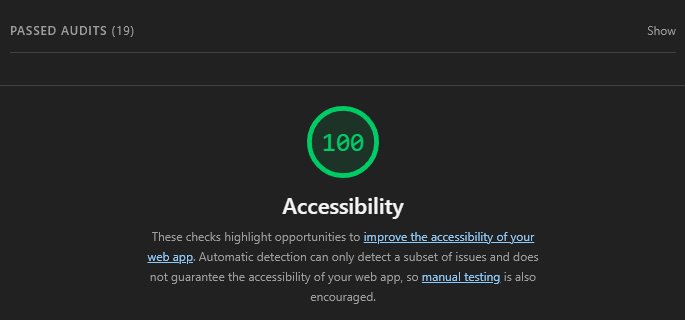 PASSED AUDITS (19)
Show
100
Accessibility
These checks highlight opportunities to improve the accessibility of your
web app. Automatic detection can only detect a subset of issues and does
not guarantee the accessibility of your web app, so manual testing is also
encouraged.